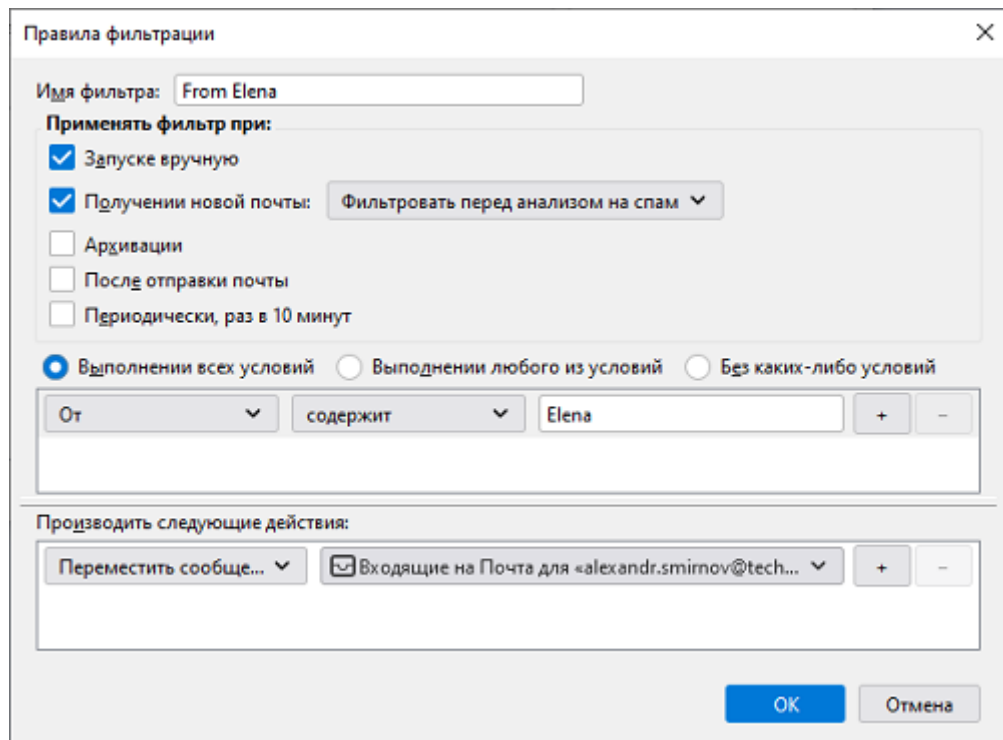 Правила фильтрации
Имя фильтра: From Elena
Применять фильтр при:
Запуске вручную
Получении новой почты: Фильтровать перед анализом на спам
Архивации
После отправки почты
Периодически, раз в 10 минут
Выполнении всех условий Выполнении любого из условий Без каких-либо условий
От содержит Elena + −
Производить следующие действия:
Переместить сообще... Входящие на Почта для «alexandr.smirnov@tech... + −
OK Отмена